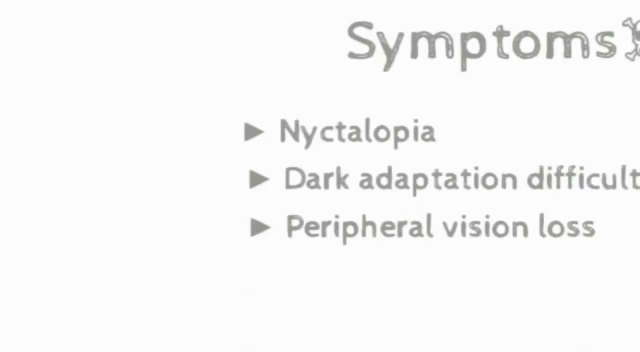 Symptoms
► Nyctalopia
► Dark adaptation difficult
► Peripheral vision loss